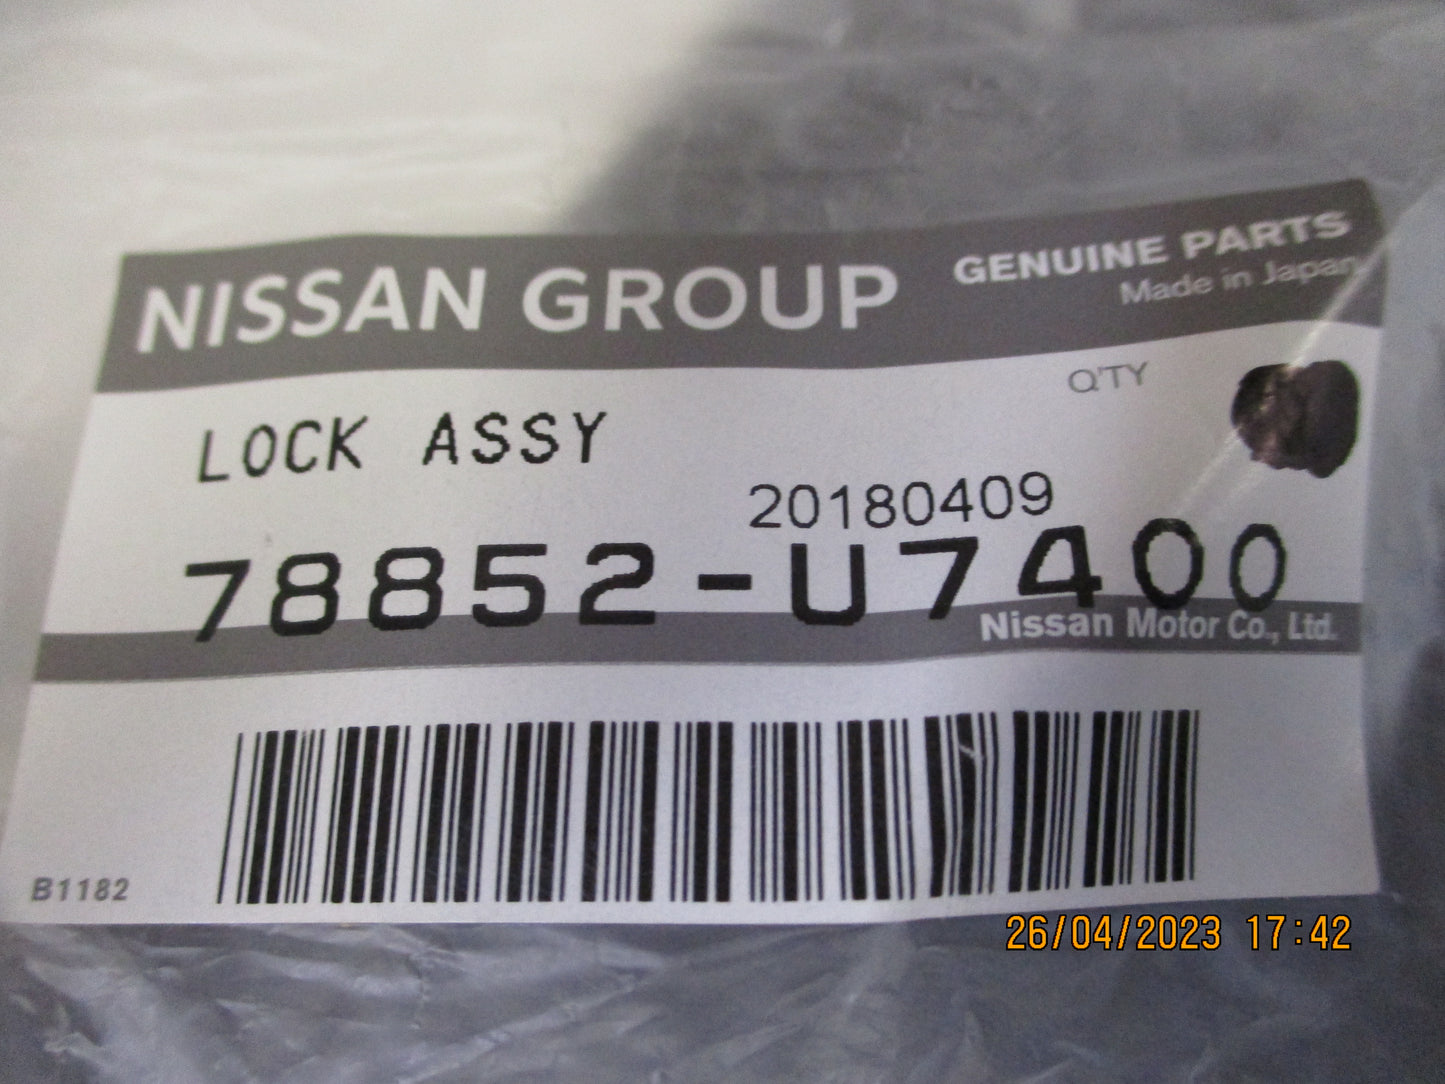 NISSAN GROUP
GENUINE PARTS
Made in Japan
Q'TY
LOCK ASSY
20180409
78852-U7400
Nissan Motor Co., Ltd.
B1182
26/04/2023 17:42